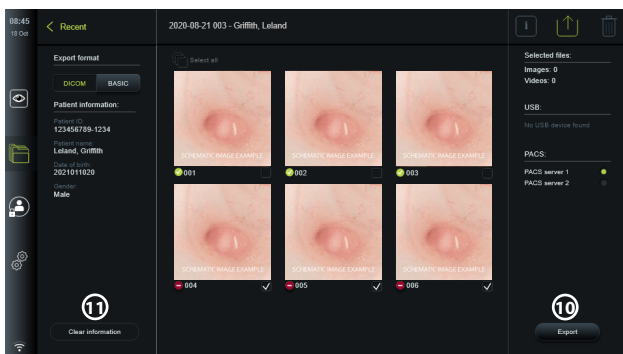 08:45
18 Oct
Recent
2020-08-21 003 - Griffith, Leland
i
Export format
DICOM BASIC
Patient information:
Patient ID:
123456789-1234
Patient name:
Leland, Griffith
Date of birth:
2021011020
Gender:
Male
11
Clear information
Select all
SCHEMATIC IMAGE EXAMPLE
SCHEMATIC IMAGE EXAMPLE
SCHEMATIC IMAGE EXAMPLE
001
002
003
SCHEMATIC IMAGE EXAMPLE
SCHEMATIC IMAGE EXAMPLE
SCHEMATIC IMAGE EXAMPLE
004
005
006
Selected files:
Images: 0
Videos: 0
USB:
No USB device found
PACS:
PACS server 1
PACS server 2
10
Export